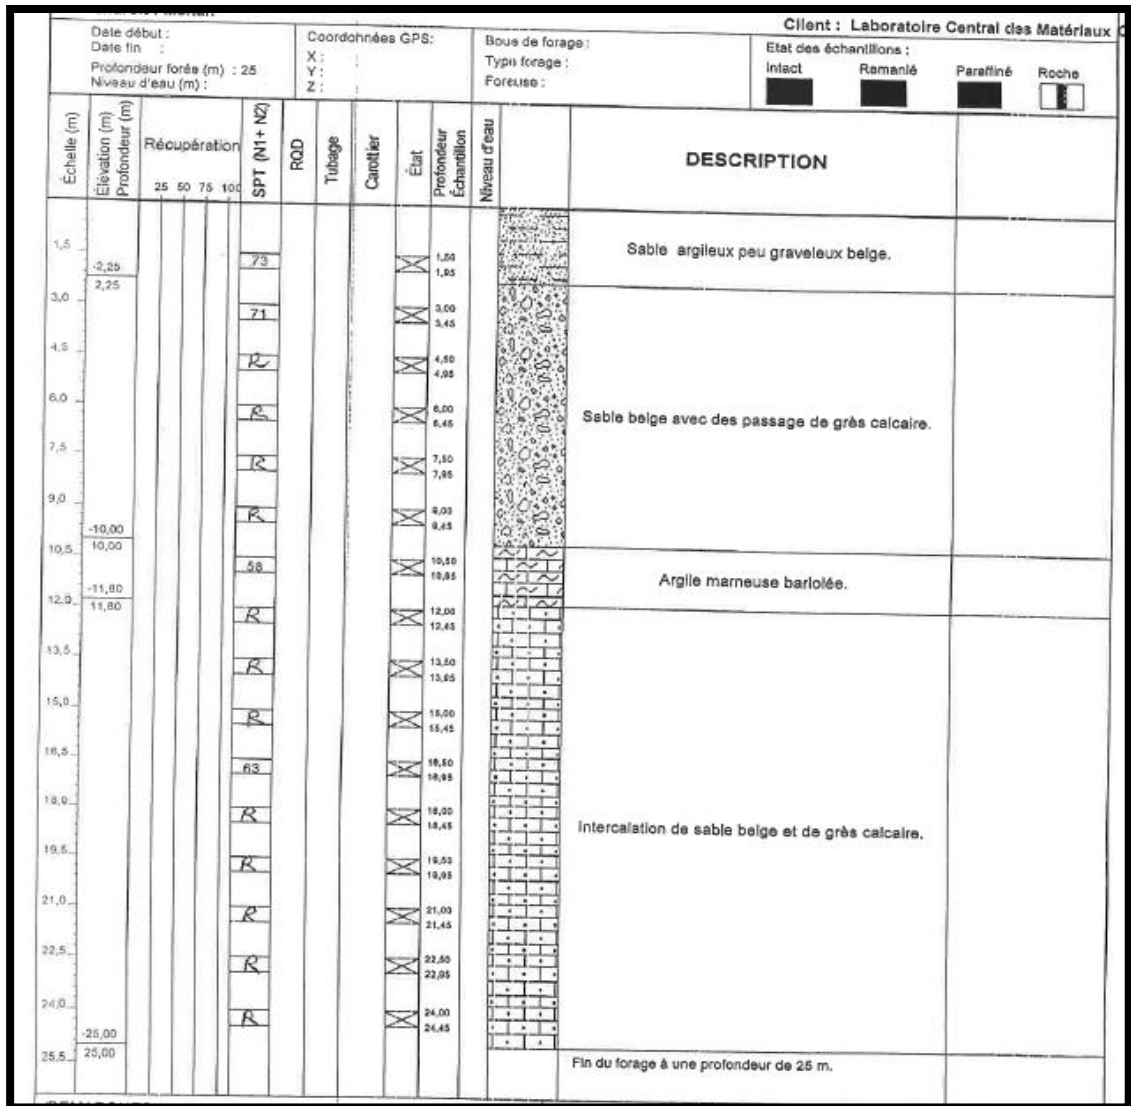 Client : Laboratoire Central des Matériaux
Date début :
Date fin :
Profondeur forée (m) : 25
Niveau d'eau (m) :
Coordonnées GPS:
X :
Y :
Z :
Boue de forage :
Type forage :
Foreuse :
Etat des échantillons :
Intact Remanié Paraffiné Roche
Échelle (m)
Élévation (m)
Profondeur (m)
Récupération
25 50 75 100
SPT (N1+ N2)
RQD
Tubage
Carottier
État
Profondeur
Échantillon
Niveau d'eau
DESCRIPTION
1,5
-2,25
2,25
73
1,50
1,95
Sable argileux peu graveleux beige.
3,0
71
3,00
3,45
4,5
R
4,50
4,95
6,0
R
6,00
6,45
Sable beige avec des passage de grès calcaire.
7,5
R
7,50
7,95
9,0
R
9,00
9,45
-10,00
10,00
10,5
58
10,50
10,95
Argile marneuse bariolée.
-11,80
11,80
12,0
R
12,00
12,45
13,5
R
13,50
13,95
15,0
R
15,00
15,45
16,5
63
16,50
16,95
18,0
R
18,00
18,45
Intercalation de sable beige et de grès calcaire.
19,5
R
19,50
19,95
21,0
R
21,00
21,45
22,5
R
22,50
22,95
24,0
R
24,00
24,45
-25,00
25,00
25,5
Fin du forage à une profondeur de 25 m.